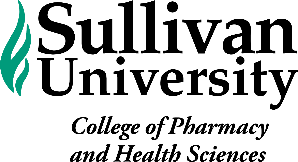 Sullivan
University
College of Pharmacy
and Health Sciences